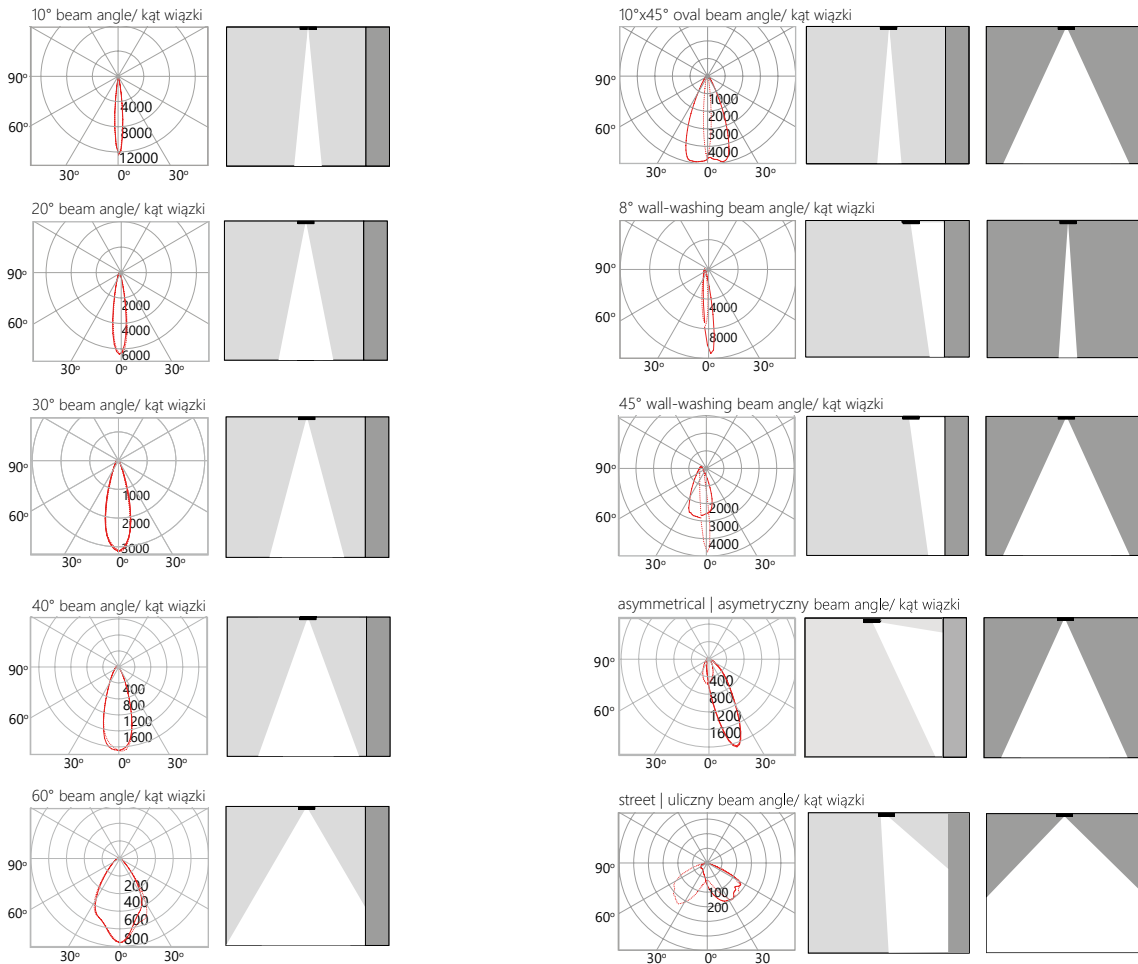 10° beam angle/ kąt wiązki
90°
60°
4000
8000
12000
30° 0° 30°
20° beam angle/ kąt wiązki
90°
60°
2000
4000
6000
30° 0° 30°
30° beam angle/ kąt wiązki
90°
60°
1000
2000
3000
30° 0° 30°
40° beam angle/ kąt wiązki
90°
60°
400
800
1200
1600
30° 0° 30°
60° beam angle/ kąt wiązki
90°
60°
200
400
600
800
30° 0° 30°
10°x45° oval beam angle/ kąt wiązki
90°
60°
1000
2000
3000
4000
30° 0° 30°
8° wall-washing beam angle/ kąt wiązki
90°
60°
4000
8000
30° 0° 30°
45° wall-washing beam angle/ kąt wiązki
90°
60°
2000
3000
4000
30° 0° 30°
asymmetrical | asymetryczny beam angle/ kąt wiązki
90°
60°
400
800
1200
1600
30° 0° 30°
street | uliczny beam angle/ kąt wiązki
90°
60°
100
200
30° 0° 30°